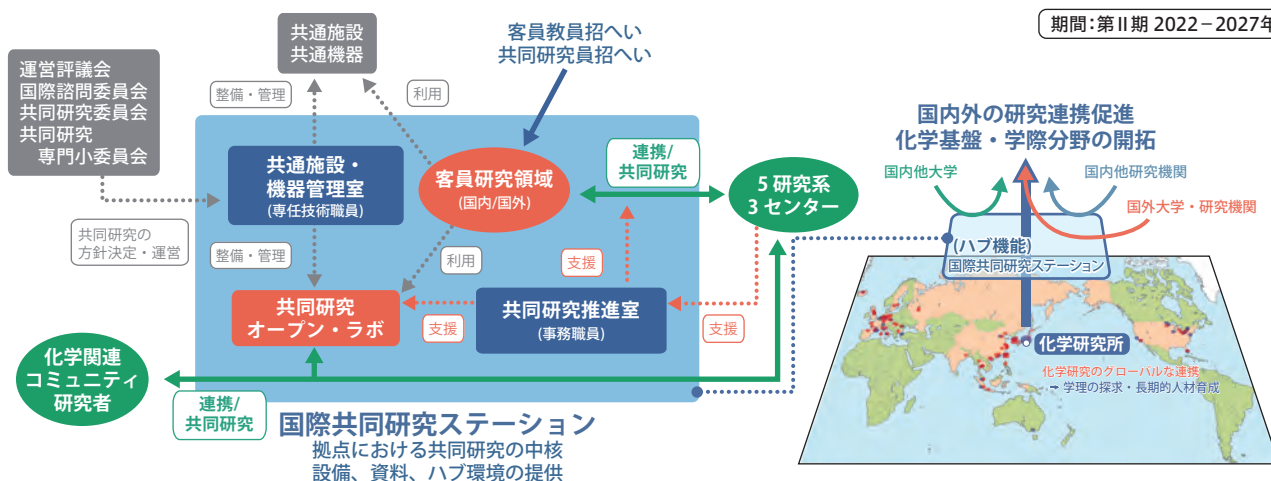 期間:第Ⅱ期 2022−2027年
共通施設
共通機器
客員教員招へい
共同研究員招へい
運営評議会
国際諮問委員会
共同研究委員会
共同研究
専門小委員会
整備・管理
利用
国内外の研究連携促進
化学基盤・学際分野の開拓
共通施設・
機器管理室
(専任技術職員)
客員研究領域
(国内/国外)
連携/
共同研究
5 研究系
3 センター
国内他大学
国内他研究機関
国外大学・研究機関
共同研究の
方針決定・運営
整備・管理
利用
支援
(ハブ機能)
国際共同研究ステーション
共同研究
オープン・ラボ
支援
共同研究推進室
(事務職員)
支援
化学研究所
化学関連
コミュニティ
研究者
化学研究のグローバルな連携
➔ 学理の探求・長期的人材育成
連携/
共同研究
国際共同研究ステーション
拠点における共同研究の中核
設備、資料、ハブ環境の提供